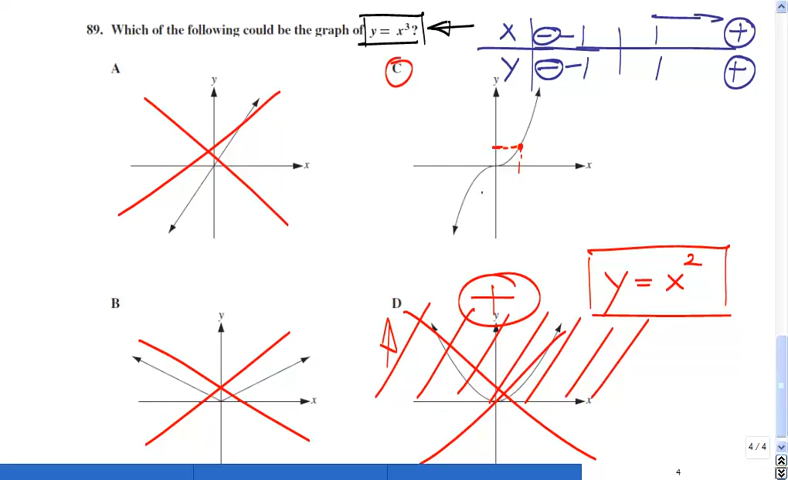 89. Which of the following could be the graph of y = x³?
x | − -1 | 1 | +
y | − -1 | 1 | +
A
y
x
C
y
x
1
B
y
x
D
y
x
+
y = x²
4 / 4
4